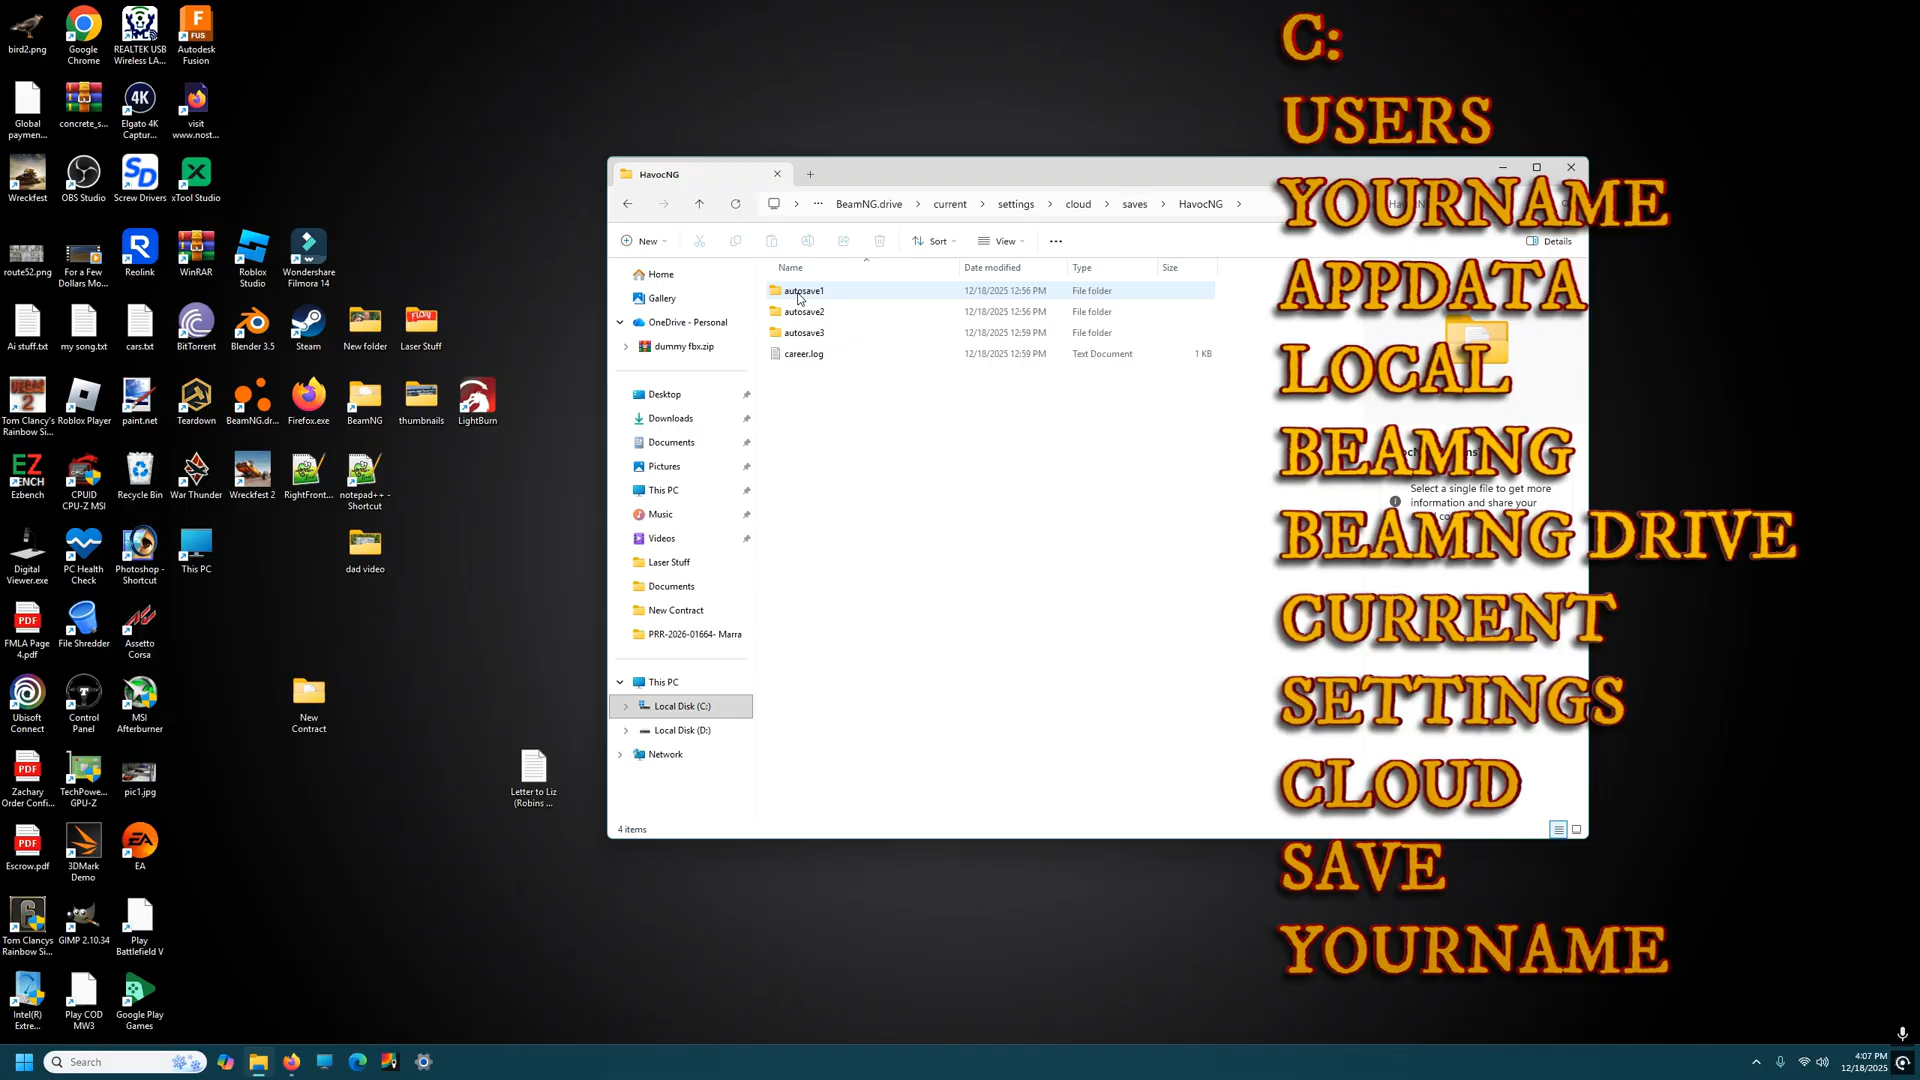 bird2.png
Google
Chrome
REALTEK USB
Wireless LA...
Autodesk
Fusion
Global
paymen...
concrete_s...
Elgato 4K
Captur...
visit
www.nost...
Wreckfest
OBS Studio
Screw Drivers
xTool Studio
route52.png
For a Few
Dollars Mo...
Reolink
WinRAR
Roblox
Studio
Wondershare
Filmora 14
Ai stuff.txt
my song.txt
cars.txt
BitTorrent
Blender 3.5
Steam
New folder
Laser Stuff
Tom Clancy's
Rainbow Si...
Roblox Player
paint.net
Teardown
BeamNG.dr...
Firefox.exe
BeamNG
thumbnails
LightBurn
Ezbench
CPUID
CPU-Z MSI
Recycle Bin
War Thunder
Wreckfest 2
RightFront...
notepad++ -
Shortcut
Digital
Viewer.exe
PC Health
Check
Photoshop -
Shortcut
This PC
dad video
FMLA Page
4.pdf
File Shredder
Assetto
Corsa
Ubisoft
Connect
Control
Panel
MSI
Afterburner
New
Contract
Zachary
Order Confi...
TechPowe...
GPU-Z
pic1.jpg
Letter to Liz
(Robins ...
Escrow.pdf
3DMark
Demo
EA
Tom Clancys
Rainbow Si...
GIMP 2.10.34
Play
Battlefield V
Intel(R)
Extre...
Play COD
MW3
Google Play
Games
HavocNG
BeamNG.drive > current > settings > cloud > saves > HavocNG >
New
Sort
View
Details
Home
Gallery
OneDrive - Personal
dummy fbx.zip
Desktop
Downloads
Documents
Pictures
This PC
Music
Videos
Laser Stuff
Documents
New Contract
PRR-2026-01664- Marra
This PC
Local Disk (C:)
Local Disk (D:)
Network
Name Date modified Type Size
autosave1 12/18/2025 12:56 PM File folder
autosave2 12/18/2025 12:56 PM File folder
autosave3 12/18/2025 12:59 PM File folder
career.log 12/18/2025 12:59 PM Text Document 1 KB
Select a single file to get more
information and share your
4 items
C:
USERS
YOURNAME
APPDATA
LOCAL
BEAMNG
BEAMNG DRIVE
CURRENT
SETTINGS
CLOUD
SAVE
YOURNAME
Search
4:07 PM
12/18/2025